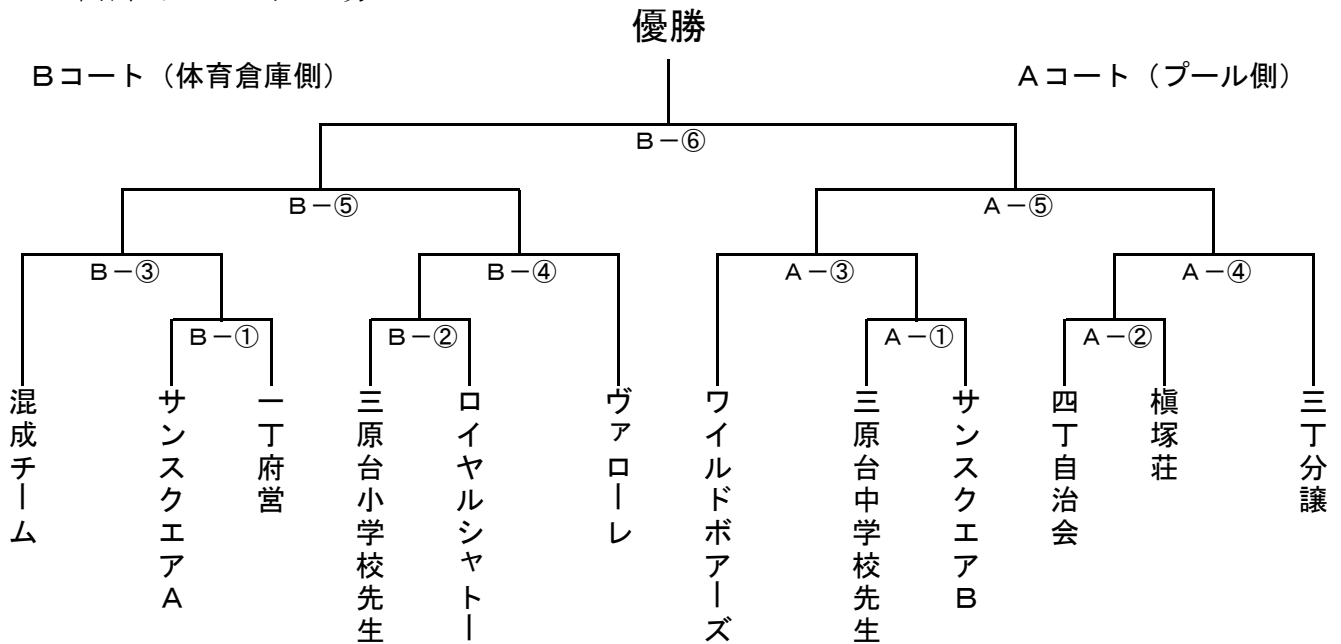 優勝
Bコート（体育倉庫側）
Aコート（プール側）
B－⑥
B－⑤
A－⑤
B－③
B－④
A－③
A－④
B－①
B－②
A－①
A－②
混成チーム
サンスクエアA
一丁府営
三原台小学校先生
ロイヤルシャトー
ヴァローレ
ワイルドボアーズ
三原台中学校先生
サンスクエアB
四丁自治会
槇塚荘
三丁分譲